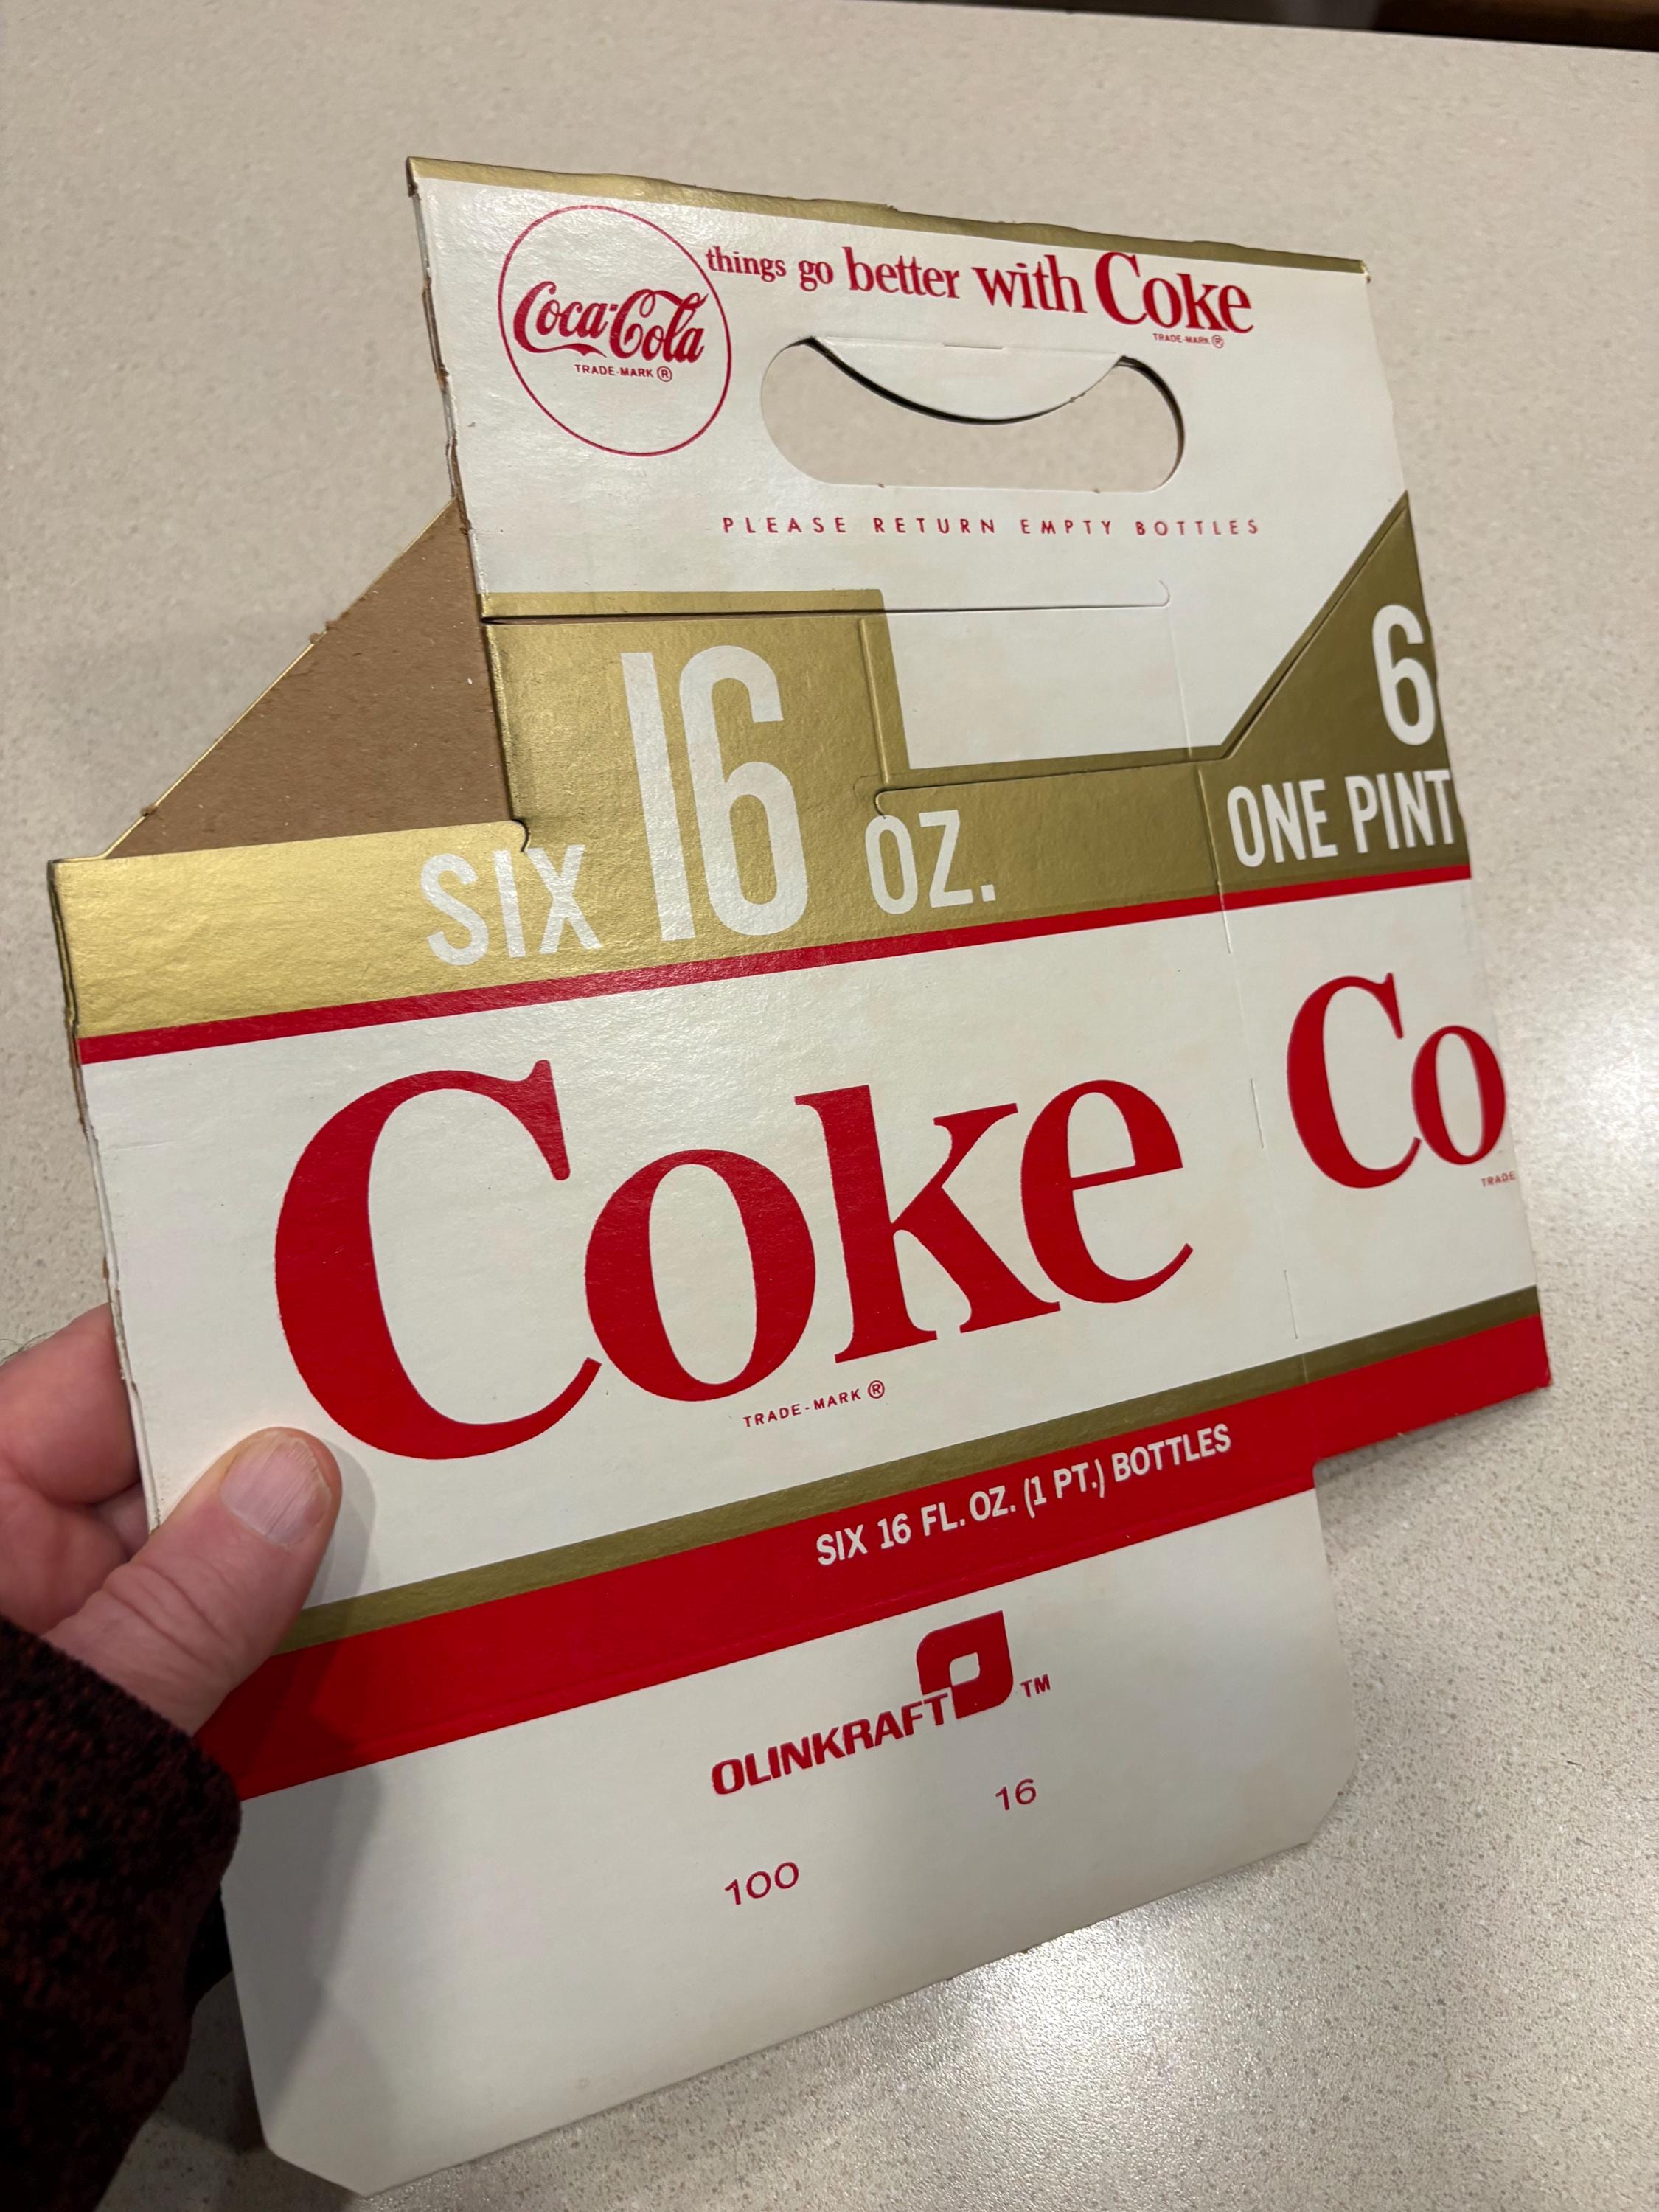 Coca-Cola
TRADE-MARK ®
things go better with Coke
TRADE-MARK ®
PLEASE RETURN EMPTY BOTTLES
SIX 16 OZ.
6
ONE PINT
Coke
TRADE-MARK ®
Co
TRADE
SIX 16 FL. OZ. (1 PT.) BOTTLES
OLINKRAFT TM
16
100